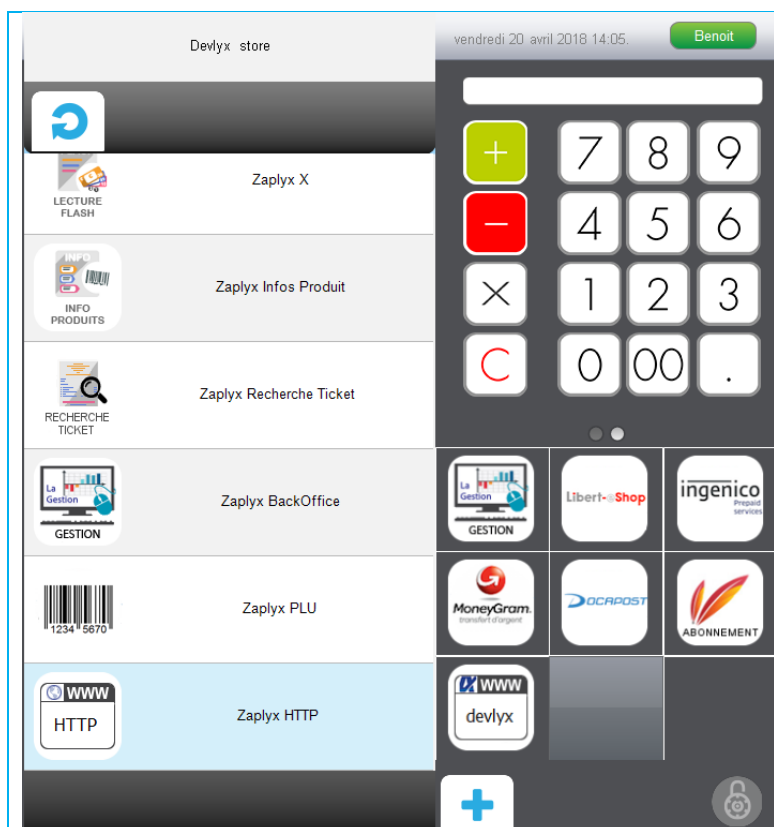 Devlyx store
vendredi 20 avril 2018 14:05.
Benoit
LECTURE
FLASH
Zaplyx X
INFO
INFO
PRODUITS
Zaplyx Infos Produit
RECHERCHE
TICKET
Zaplyx Recherche Ticket
La
Gestion
GESTION
Zaplyx BackOffice
1234 5670
Zaplyx PLU
WWW
HTTP
Zaplyx HTTP
+ 7 8 9
− 4 5 6
X 1 2 3
C 0 00 .
La
Gestion
GESTION
Libert-e Shop
ingenico
Prepaid
services
MoneyGram.
transfert d'argent
DOCAPOST
ABONNEMENT
WWW
devlyx
+